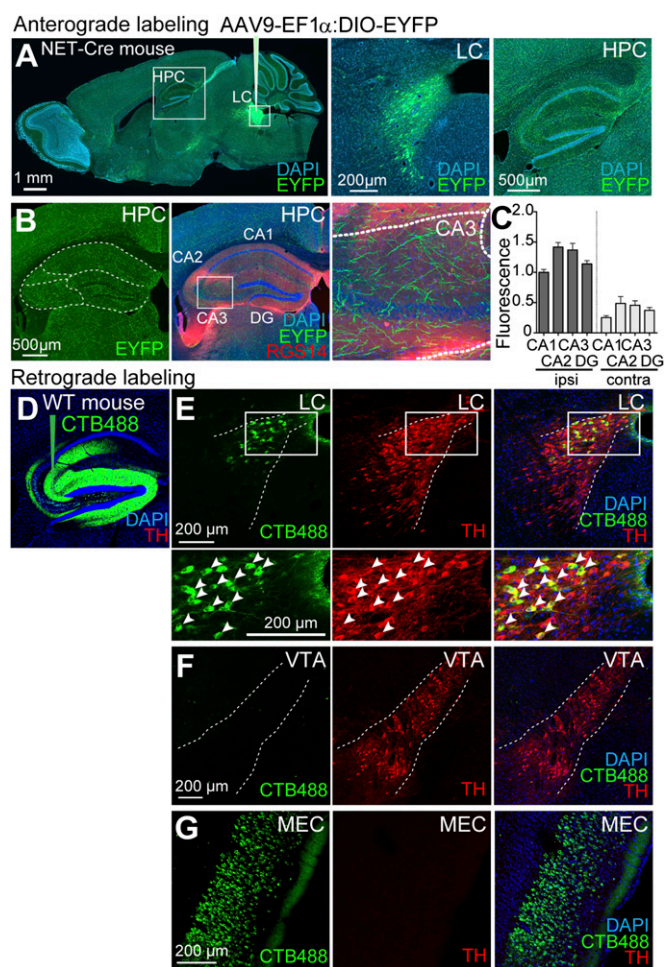 Anterograde labeling AAV9-EF1α:DIO-EYFP
A NET-Cre mouse
HPC
LC
1 mm
DAPI
EYFP
LC
200µm
DAPI
EYFP
HPC
500µm
DAPI
EYFP
B
HPC
500µm
EYFP
HPC
CA1
CA2
CA3
DG
DAPI
EYFP
RGS14
CA3
C
Fluorescence
2.0
1.5
1.0
0.5
0
CA1 CA3 CA1 CA3
CA2 DG CA2 DG
ipsi contra
Retrograde labeling
D WT mouse
CTB488
DAPI
TH
E
200 µm
CTB488
LC
TH
LC
DAPI
CTB488
TH
200 µm
F
VTA
200 µm
CTB488
VTA
TH
VTA
DAPI
CTB488
TH
G
MEC
200 µm
CTB488
MEC
TH
MEC
DAPI
CTB488
TH